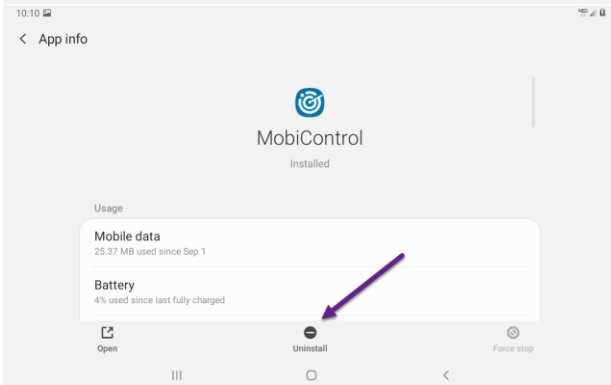 10:10
< App info
MobiControl
Installed
Usage
Mobile data
25.37 MB used since Sep 1
Battery
4% used since last fully charged
Open
Uninstall
Force stop